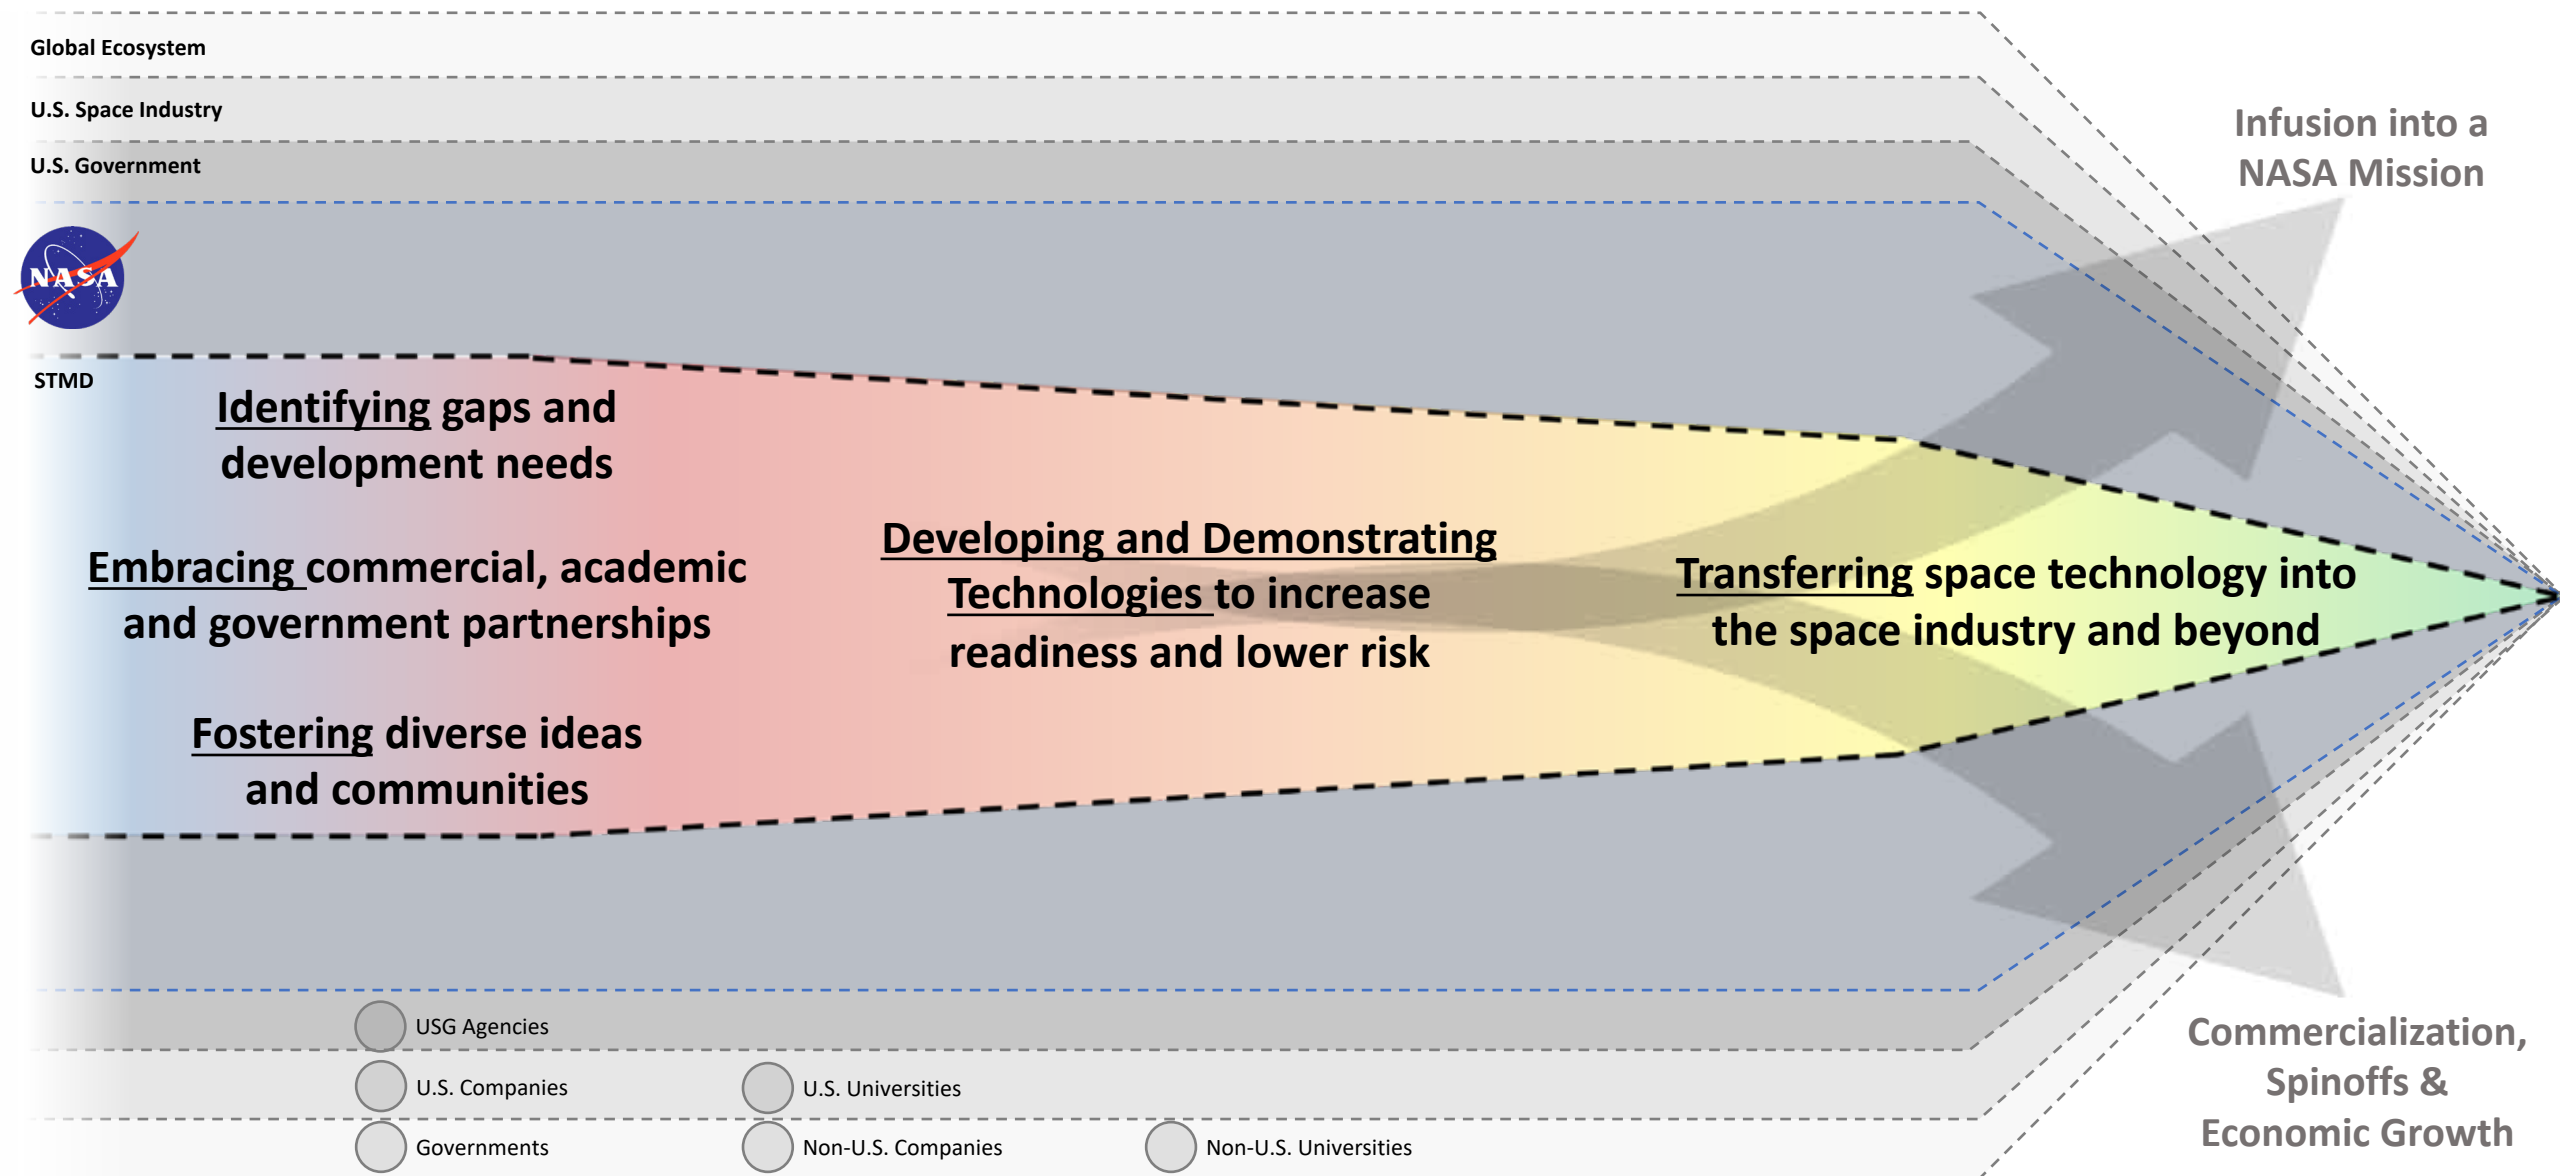 Global Ecosystem
U.S. Space Industry
U.S. Government
NASA
STMD
Identifying gaps and
development needs
Embracing commercial, academic
and government partnerships
Fostering diverse ideas
and communities
Developing and Demonstrating
Technologies to increase
readiness and lower risk
Transferring space technology into
the space industry and beyond
Infusion into a
NASA Mission
Commercialization,
Spinoffs &
Economic Growth
USG Agencies
U.S. Companies
U.S. Universities
Governments
Non-U.S. Companies
Non-U.S. Universities